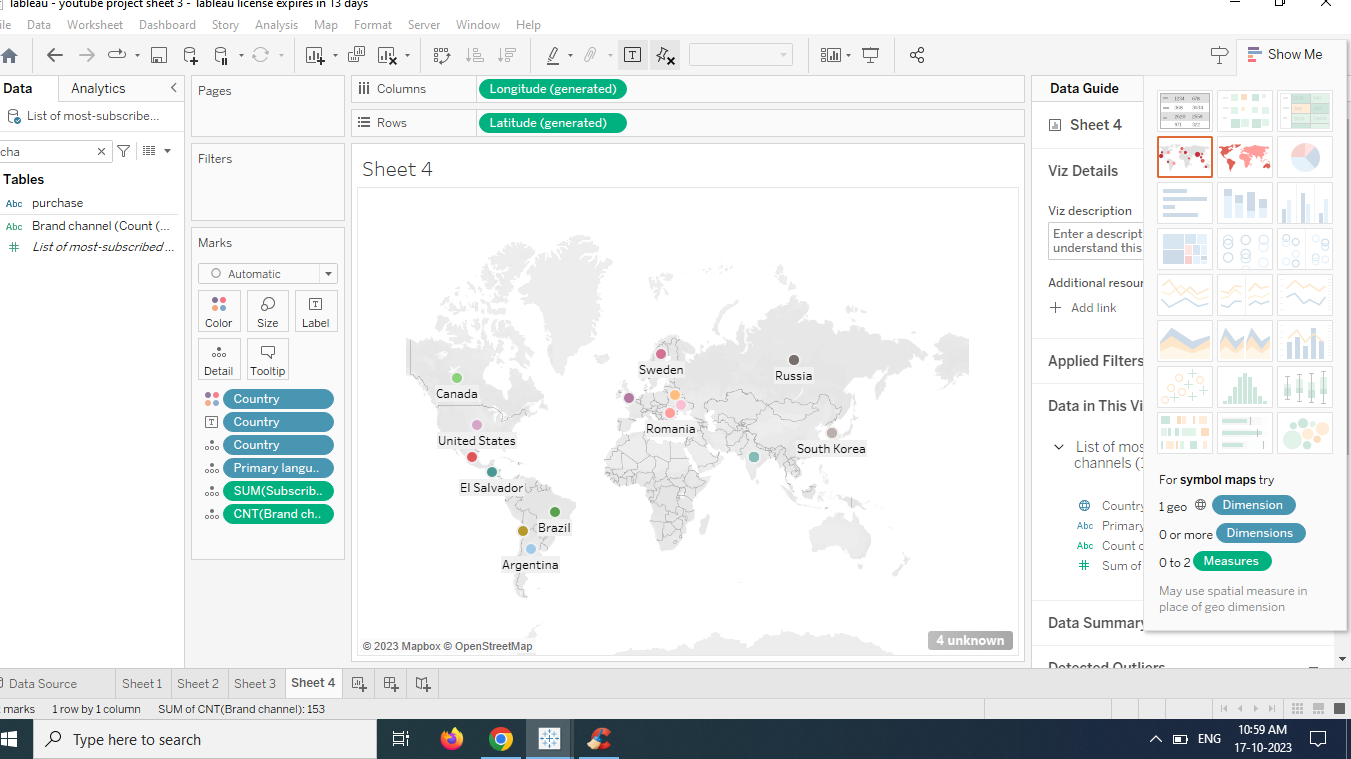 Tableau - youtube project sheet 3 - Tableau license expires in 13 days
ile Data Worksheet Dashboard Story Analysis Map Format Server Window Help
Show Me
Data Analytics
List of most-subscribe...
cha
Tables
Abc purchase
Abc Brand channel (Count (...
List of most-subscribed ...
Pages
Filters
Marks
Automatic
Color Size Label
Detail Tooltip
Country
Country
Country
Primary langu..
SUM(Subscrib..
CNT(Brand ch..
Columns Longitude (generated)
Rows Latitude (generated)
Sheet 4
Sweden
Russia
Canada
Romania
United States
South Korea
El Salvador
Brazil
Argentina
© 2023 Mapbox © OpenStreetMap
4 unknown
Data Guide
Sheet 4
Viz Details
Viz description
Enter a descript
understand this
Additional resour
Add link
Applied Filters
Data in This Vi
List of mos
channels (1
Country
Abc Primary
Abc Count o
Sum of
Data Summary
Detected Outliers
For symbol maps try
1 geo Dimension
0 or more Dimensions
0 to 2 Measures
May use spatial measure in
place of geo dimension
Data Source Sheet 1 Sheet 2 Sheet 3 Sheet 4
marks 1 row by 1 column SUM of CNT(Brand channel): 153
Type here to search
ENG
10:59 AM
17-10-2023